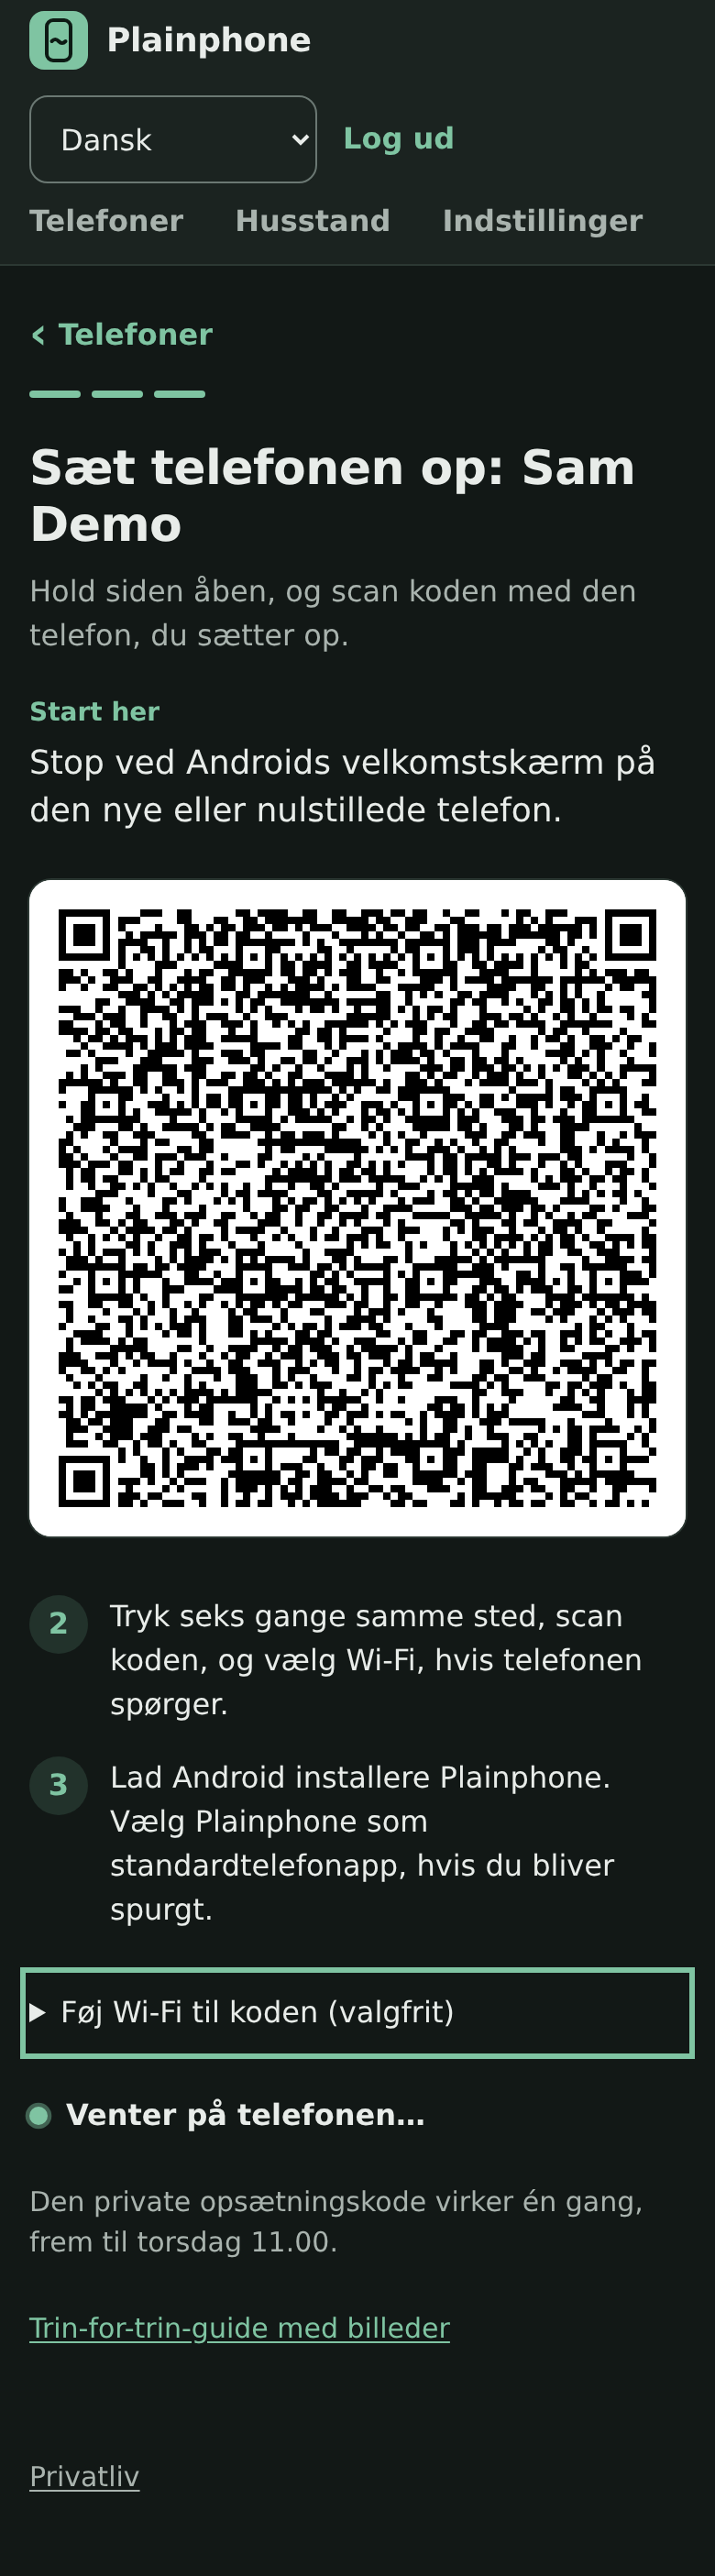 Plainphone
Dansk
Log ud
Telefoner Husstand Indstillinger
‹ Telefoner
Sæt telefonen op: Sam
Demo
Hold siden åben, og scan koden med den
telefon, du sætter op.
Start her
Stop ved Androids velkomstskærm på
den nye eller nulstillede telefon.
2
Tryk seks gange samme sted, scan
koden, og vælg Wi-Fi, hvis telefonen
spørger.
3
Lad Android installere Plainphone.
Vælg Plainphone som
standardtelefonapp, hvis du bliver
spurgt.
Føj Wi-Fi til koden (valgfrit)
Venter på telefonen…
Den private opsætningskode virker én gang,
frem til torsdag 11.00.
Trin-for-trin-guide med billeder
Privatliv